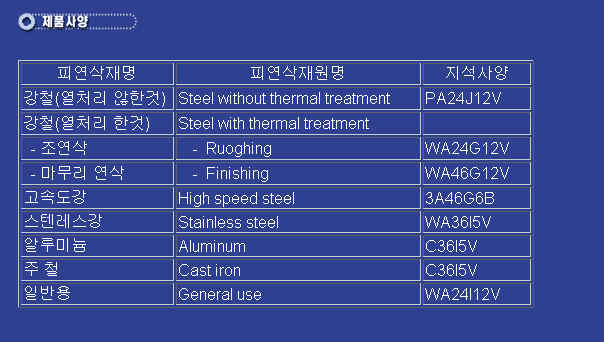 제품사양
피연삭재명 피연삭재원명 지석사양
강철(열처리 않한것) Steel without thermal treatment PA24J12V
강철(열처리 한것) Steel with thermal treatment
- 조연삭 - Ruoghing WA24G12V
- 마무리 연삭 - Finishing WA46G12V
고속도강 High speed steel 3A46G6B
스텐레스강 Stainless steel WA36I5V
알루미늄 Aluminum C36I5V
주 철 Cast iron C36I5V
일반용 General use WA24I12V